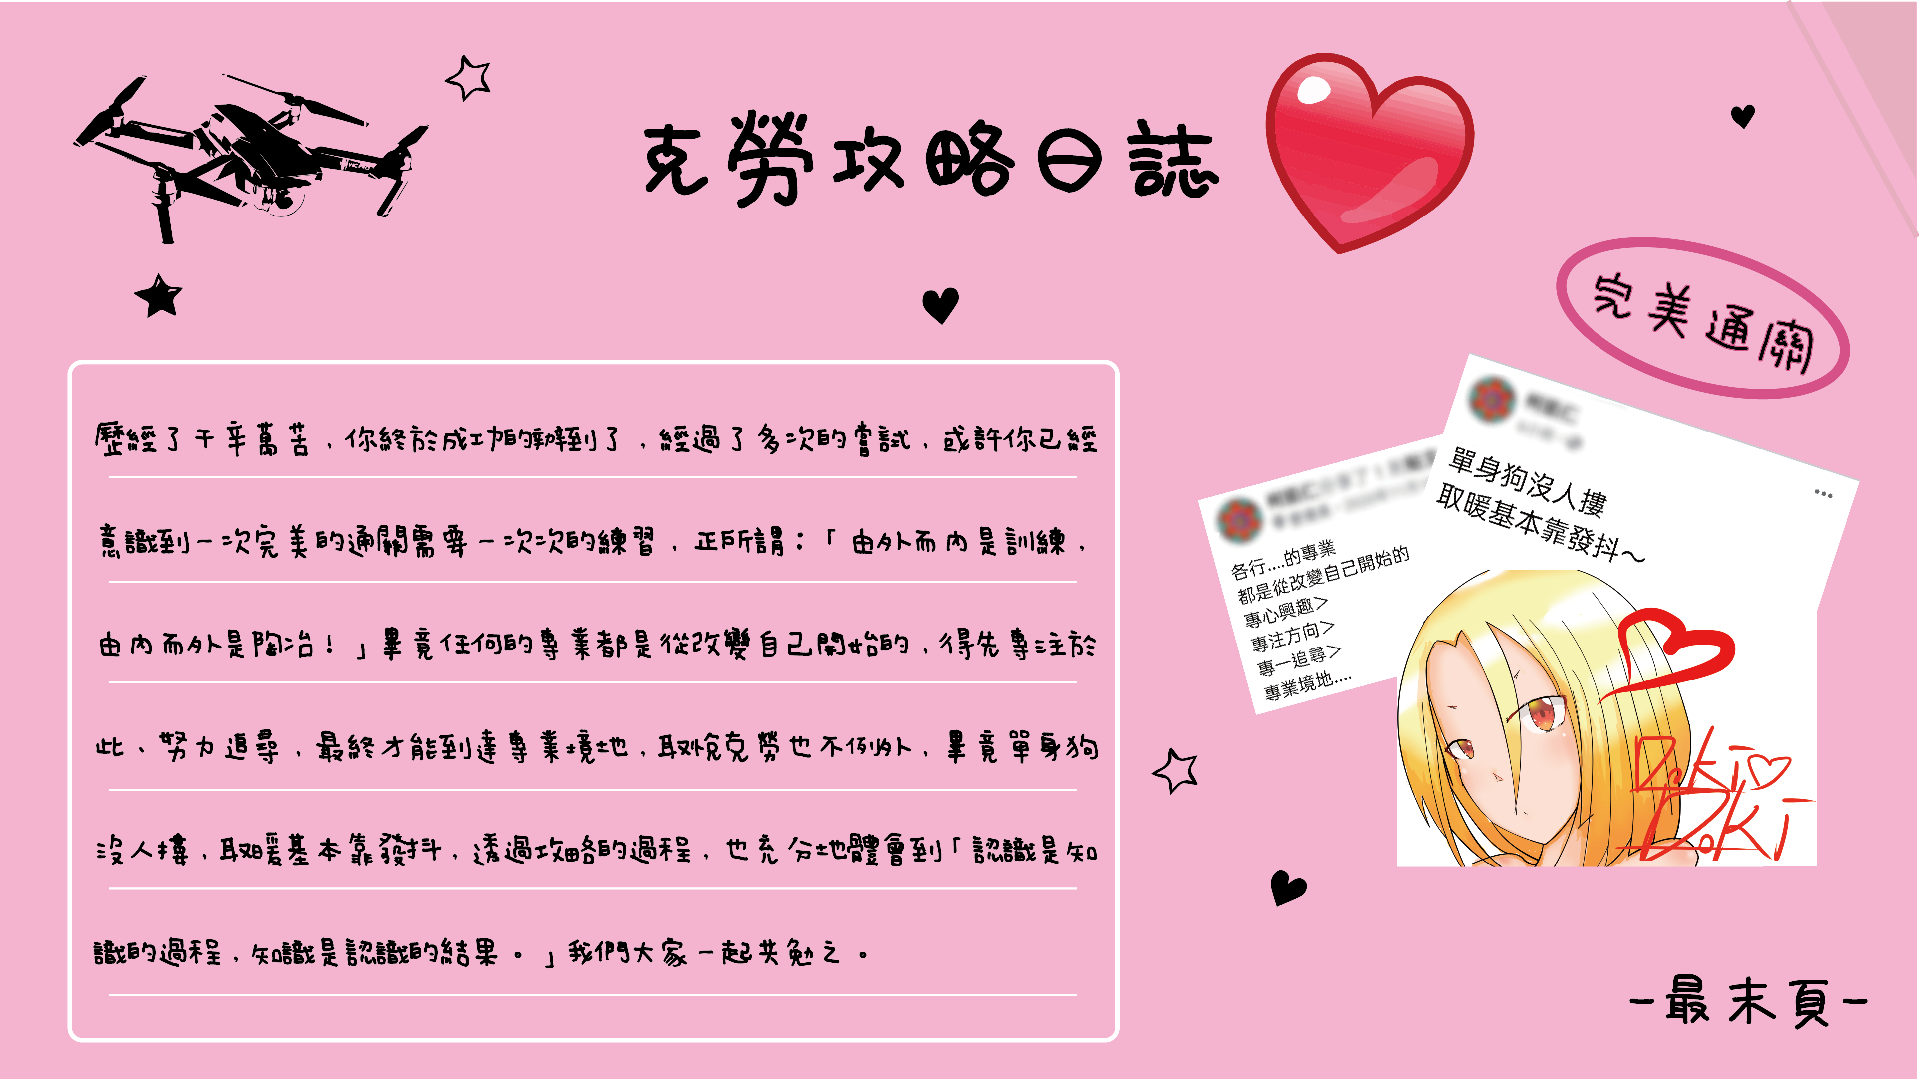 克勞攻略日誌
完美通關
歷經了千辛萬苦，你終於成功的夠到了，經過了多次的嘗試，或許你已經
意識到一次完美的通關需要一次次的練習，正所謂：「由外而內是訓練，
由內而外是陶冶！」畢竟任何的專業都是從改變自己開始的，得先專注於
此、努力追尋，最終才能到達專業境地，取悅克勞也不例外，畢竟單身狗
沒人摟，取暖基本靠發抖，透過攻略的過程，也充分地體會到「認識是知
識的過程，知識是認識的結果。」我們大家一起共勉之。
各行....的專業
都是從改變自己開始的
專心興趣＞
專注方向＞
專一追尋＞
專業境地....
單身狗沒人摟
取暖基本靠發抖～
Doki♡
Doki
-最末頁-